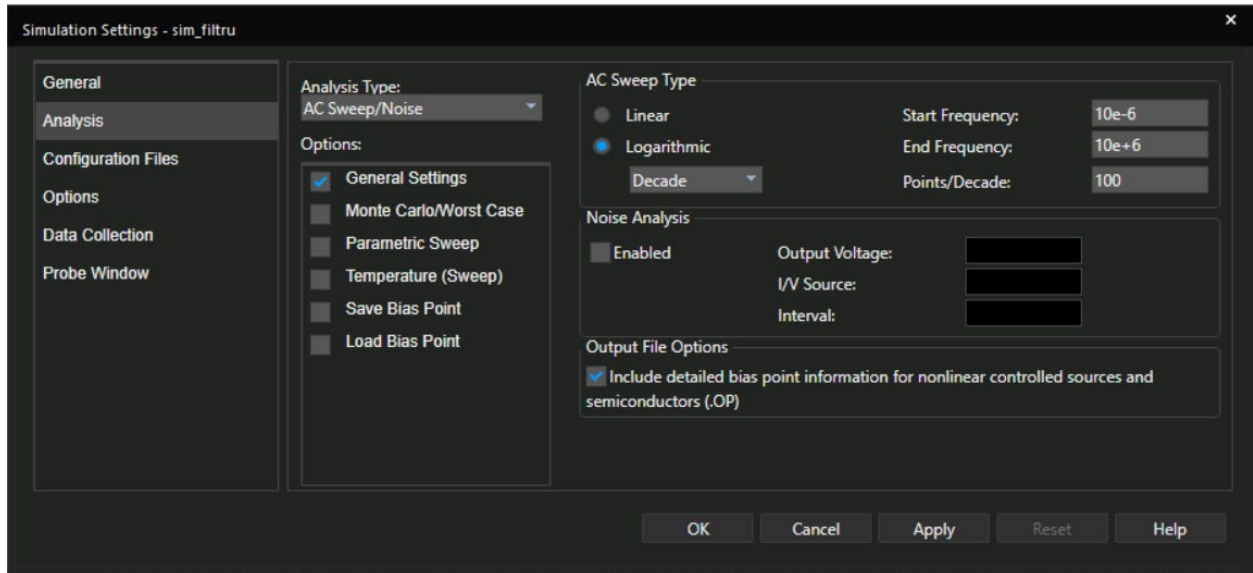 Simulation Settings - sim_filtru
×
General
Analysis
Configuration Files
Options
Data Collection
Probe Window
Analysis Type:
AC Sweep/Noise
Options:
General Settings
Monte Carlo/Worst Case
Parametric Sweep
Temperature (Sweep)
Save Bias Point
Load Bias Point
AC Sweep Type
Linear
Logarithmic
Decade
Start Frequency: 10e-6
End Frequency: 10e+6
Points/Decade: 100
Noise Analysis
Enabled
Output Voltage:
I/V Source:
Interval:
Output File Options
Include detailed bias point information for nonlinear controlled sources and
semiconductors (.OP)
OK Cancel Apply Reset Help